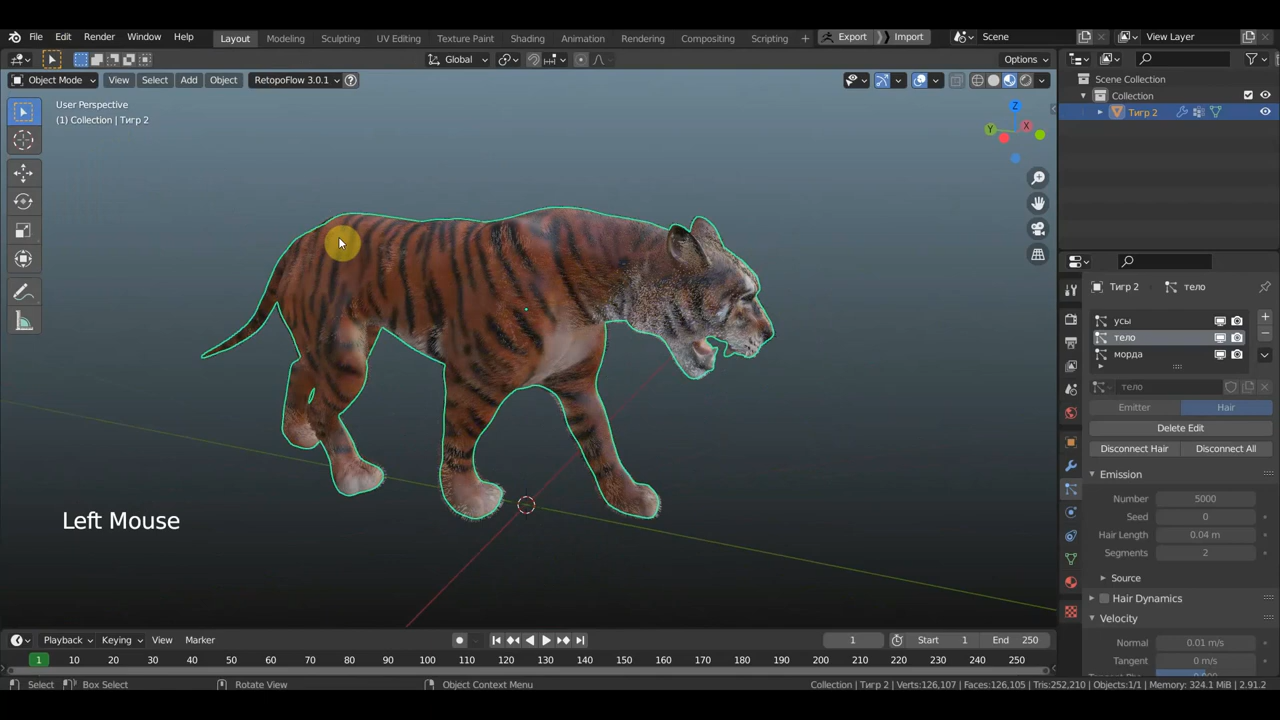 File Edit Render Window Help Layout Modeling Sculpting UV Editing Texture Paint Shading Animation Rendering Compositing Scripting + Export Import Scene View Layer
Global Options
Object Mode View Select Add Object RetopoFlow 3.0.1
User Perspective
(1) Collection | Тигр 2
Scene Collection
Collection
Тигр 2
Z
Y
X
Тигр 2 тело
усы
тело
морда
тело
Emitter Hair
Delete Edit
Disconnect Hair Disconnect All
Emission
Number 5000
Seed 0
Hair Length 0.04 m
Segments 2
Source
Hair Dynamics
Velocity
Normal 0.01 m/s
Tangent 0 m/s
Left Mouse
Playback Keying View Marker 1 Start 1 End 250
1 10 20 30 40 50 60 70 80 90 100 110 120 130 140 150 160 170 180 190 200 210 220 230 240 250
Select Box Select Rotate View Object Context Menu Collection | Тигр 2 | Verts:126,107 | Faces:126,105 | Tris:252,210 | Objects:1/1 | Memory: 324.1 MiB | 2.91.2